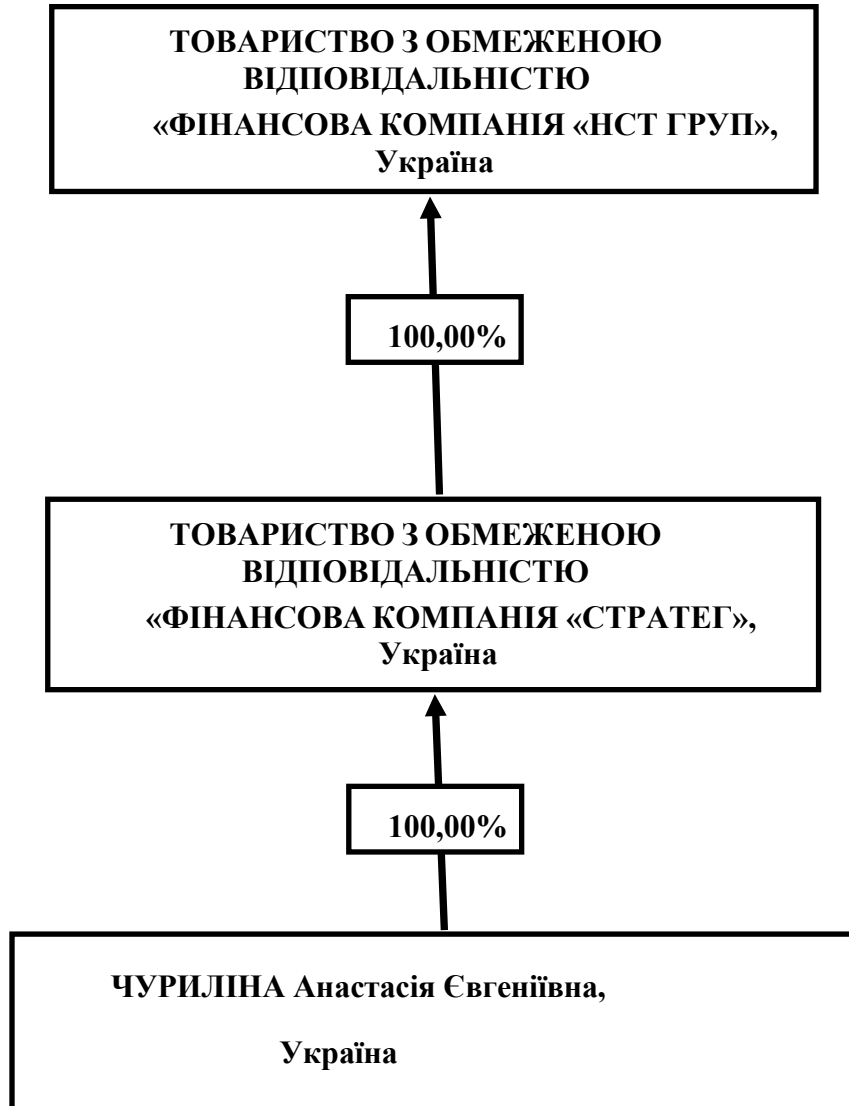 ТОВАРИСТВО З ОБМЕЖЕНОЮ
ВІДПОВІДАЛЬНІСТЮ
«ФІНАНСОВА КОМПАНІЯ «НСТ ГРУП»,
Україна
100,00%
ТОВАРИСТВО З ОБМЕЖЕНОЮ
ВІДПОВІДАЛЬНІСТЮ
«ФІНАНСОВА КОМПАНІЯ «СТРАТЕГ»,
Україна
100,00%
ЧУРИЛІНА Анастасія Євгеніївна,
Україна